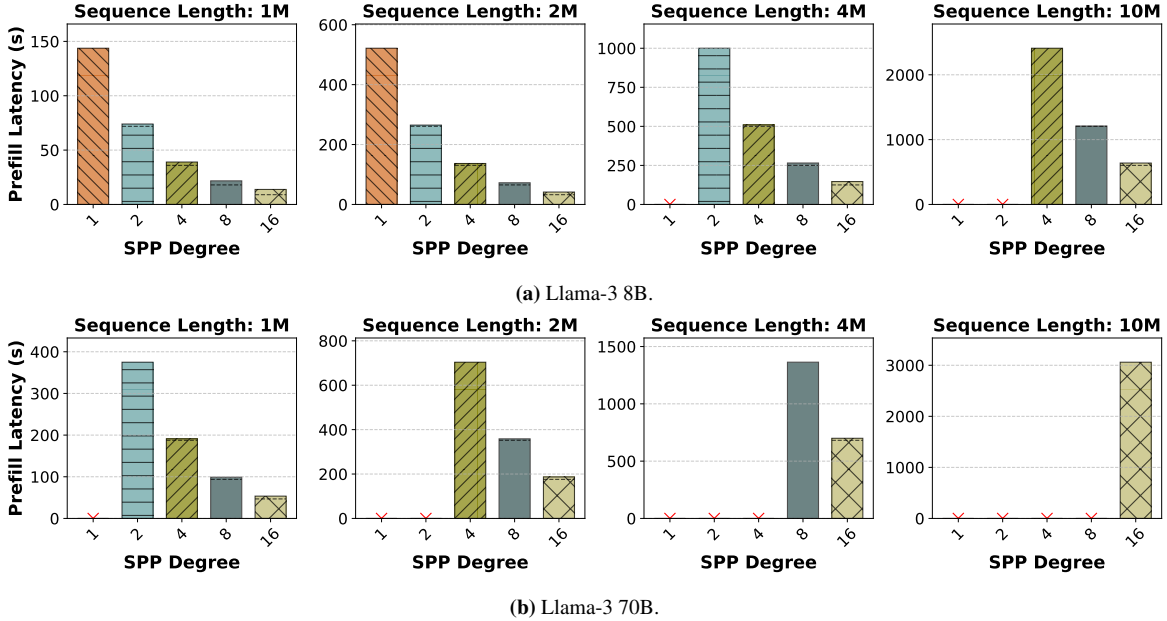 Sequence Length: 1M
Sequence Length: 2M
Sequence Length: 4M
Sequence Length: 10M
Prefill Latency (s)
150
100
50
0
600
400
200
0
1000
750
500
250
0
2000
1000
0
1 2 4 8 16
1 2 4 8 16
1 2 4 8 16
1 2 4 8 16
SPP Degree
SPP Degree
SPP Degree
SPP Degree
(a) Llama-3 8B.
Sequence Length: 1M
Sequence Length: 2M
Sequence Length: 4M
Sequence Length: 10M
Prefill Latency (s)
400
300
200
100
0
800
600
400
200
0
1500
1000
500
0
3000
2000
1000
0
1 2 4 8 16
1 2 4 8 16
1 2 4 8 16
1 2 4 8 16
SPP Degree
SPP Degree
SPP Degree
SPP Degree
(b) Llama-3 70B.